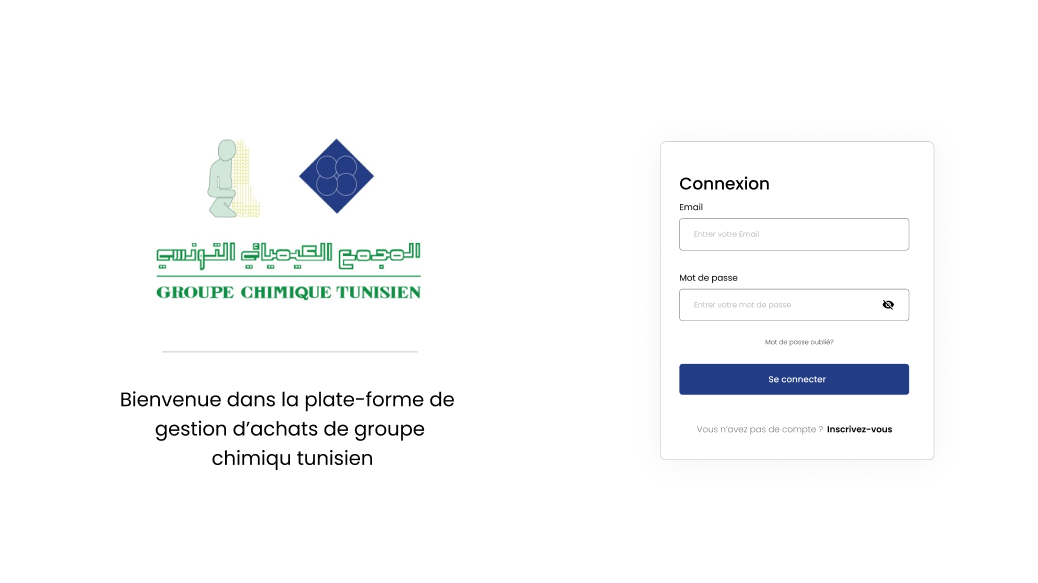 المجمع الكيميائي التونسي
GROUPE CHIMIQUE TUNISIEN
Bienvenue dans la plate-forme de
gestion d’achats de groupe
chimiqu tunisien
Connexion
Email
Entrer votre Email
Mot de passe
Entrer votre mot de passe
Mot de passe oublié?
Se connecter
Vous n’avez pas de compte ? Inscrivez-vous